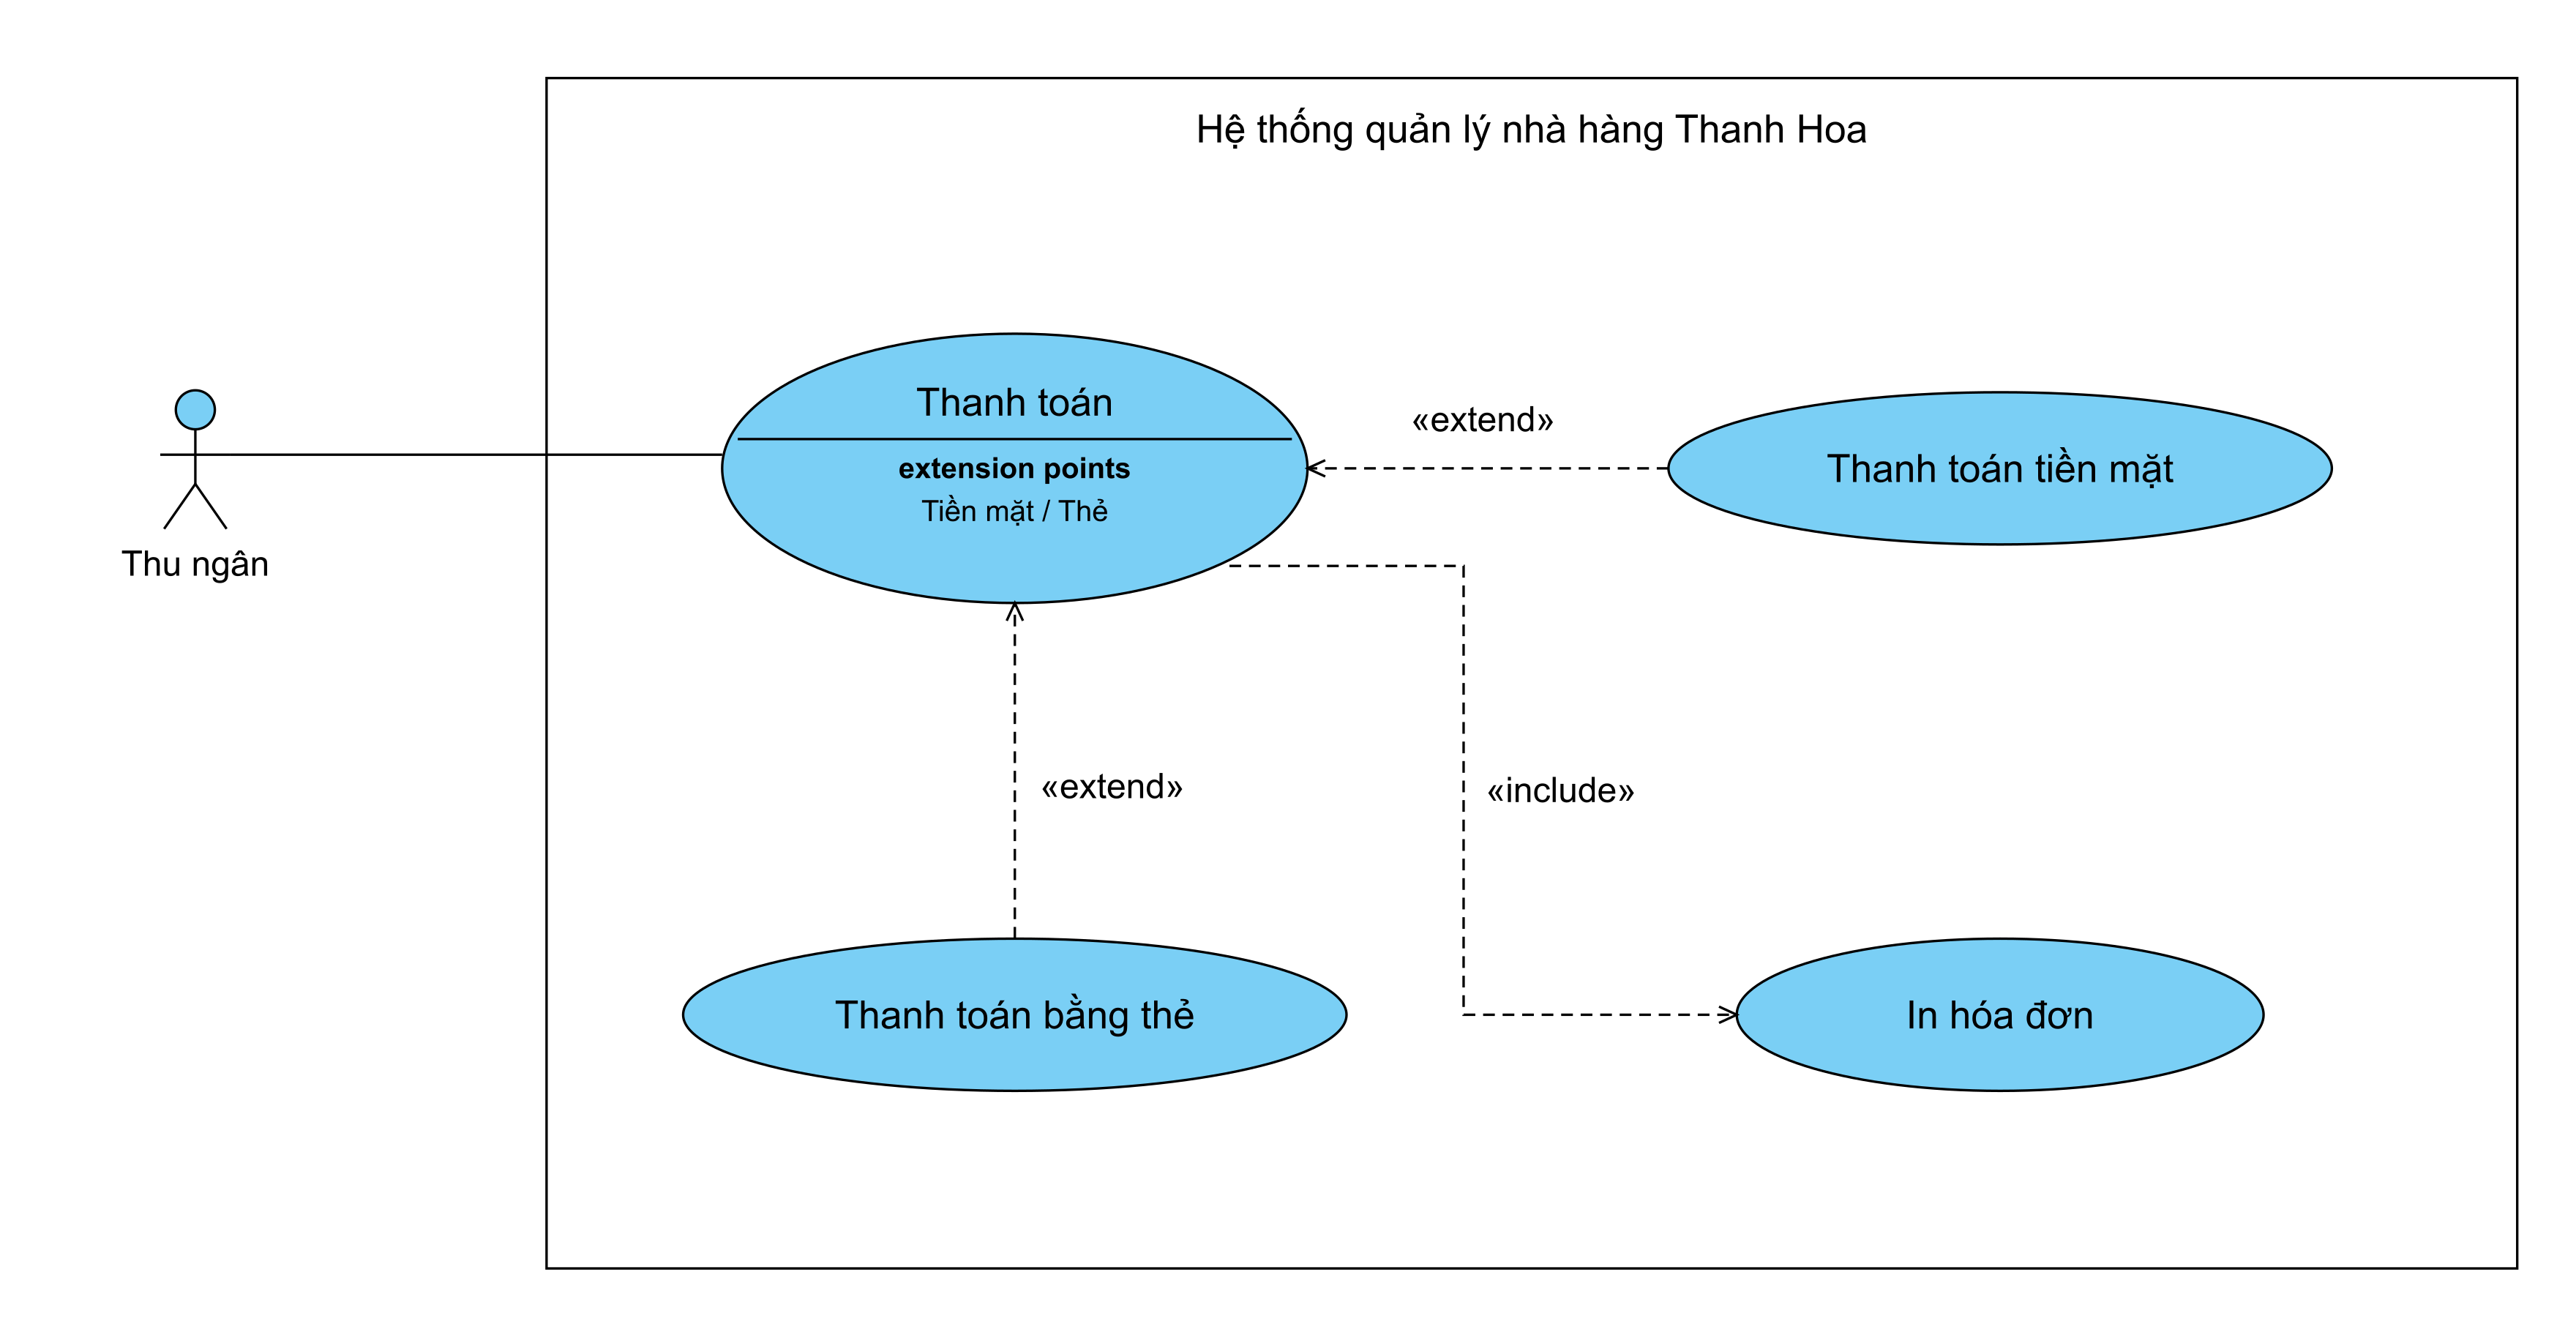 Hệ thống quản lý nhà hàng Thanh Hoa
Thanh toán
extension points
Tiền mặt / Thẻ
«extend»
Thanh toán tiền mặt
Thu ngân
«extend»
«include»
Thanh toán bằng thẻ
In hóa đơn